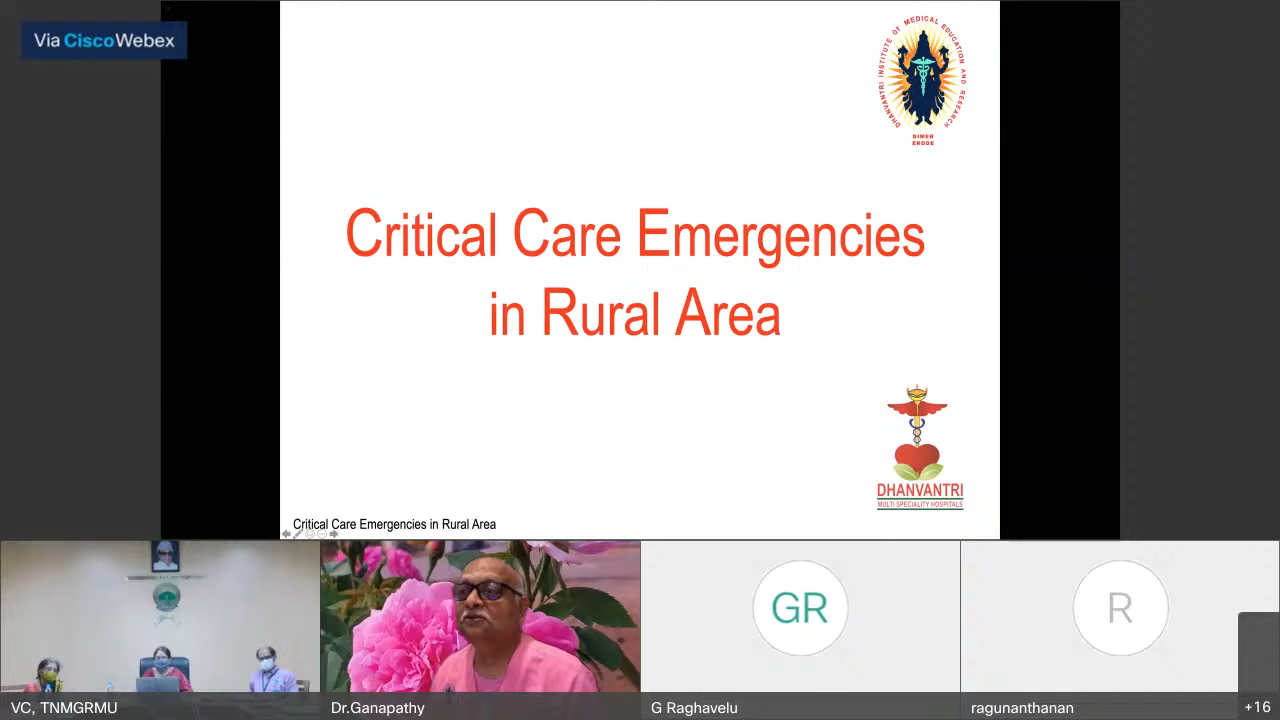 Via CiscoWebex
DHANVANTRI INSTITUTE OF MEDICAL EDUCATION AND RESEARCH
DIMER
ERODE
Critical Care Emergencies
in Rural Area
DHANVANTRI
MULTI SPECIALITY HOSPITALS
Critical Care Emergencies in Rural Area
GR
R
VC, TNMGRMU
Dr.Ganapathy
G Raghavelu
ragunanthanan
+16